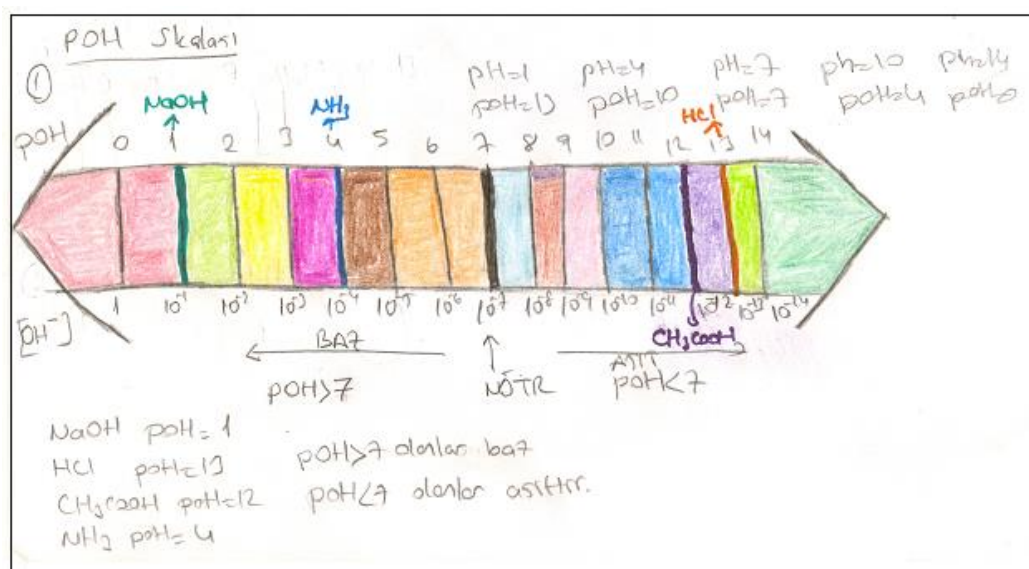 POH Skalası
①
pH=1 pH=4 pH=7 ph=10 ph=14
poH=13 poH=10 poH=7 poH=4 poH=0
NaOH NH3 HCl
POH 0 1 2 3 4 5 6 7 8 9 10 11 12 13 14
[OH⁻] 1 10⁻¹ 10⁻² 10⁻³ 10⁻⁴ 10⁻⁵ 10⁻⁶ 10⁻⁷ 10⁻⁸ 10⁻⁹ 10⁻¹⁰ 10⁻¹¹ 10⁻¹² 10⁻¹³ 10⁻¹⁴
CH3COOH
BAZ NÖTR ASİT
POH>7 poH<7
NaOH poH=1
HCl poH=13
CH3COOH poH=12
NH3 poH=4
poH>7 olanlar baz
poH<7 olanlar asittir.